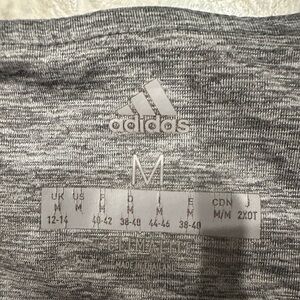 adidas
M
UK US F D I E CDN J
M M M M M M M/M 2XOT
12-14 40-42 38-40 44-46 38-40